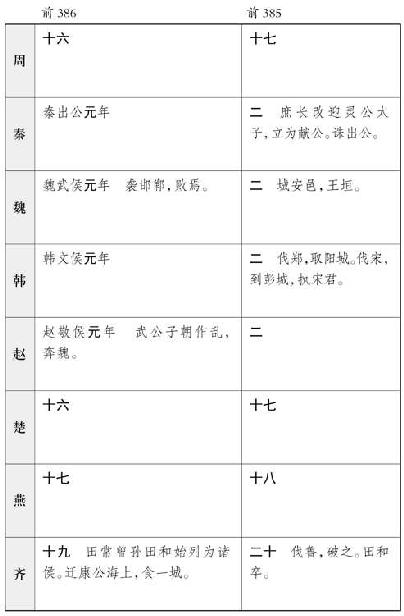 前 386 前 385
周 十六 十七
秦 秦出公元年 二 庶长改迎灵公太
子,立为献公。诛出公。
魏 魏武侯元年 袭邯郸,败焉。 二 城安邑,王垣。
韩 韩文侯元年 二 伐郑,取阳城。伐宋,
到彭城,执宋君。
赵 赵敬侯元年 武公子朝作乱, 二
奔魏。
楚 十六 十七
燕 十七 十八
齐 十九 田常曾孙田和始列为诸 二十 伐鲁,破之。田和
侯。迁康公海上,食一城。 卒。